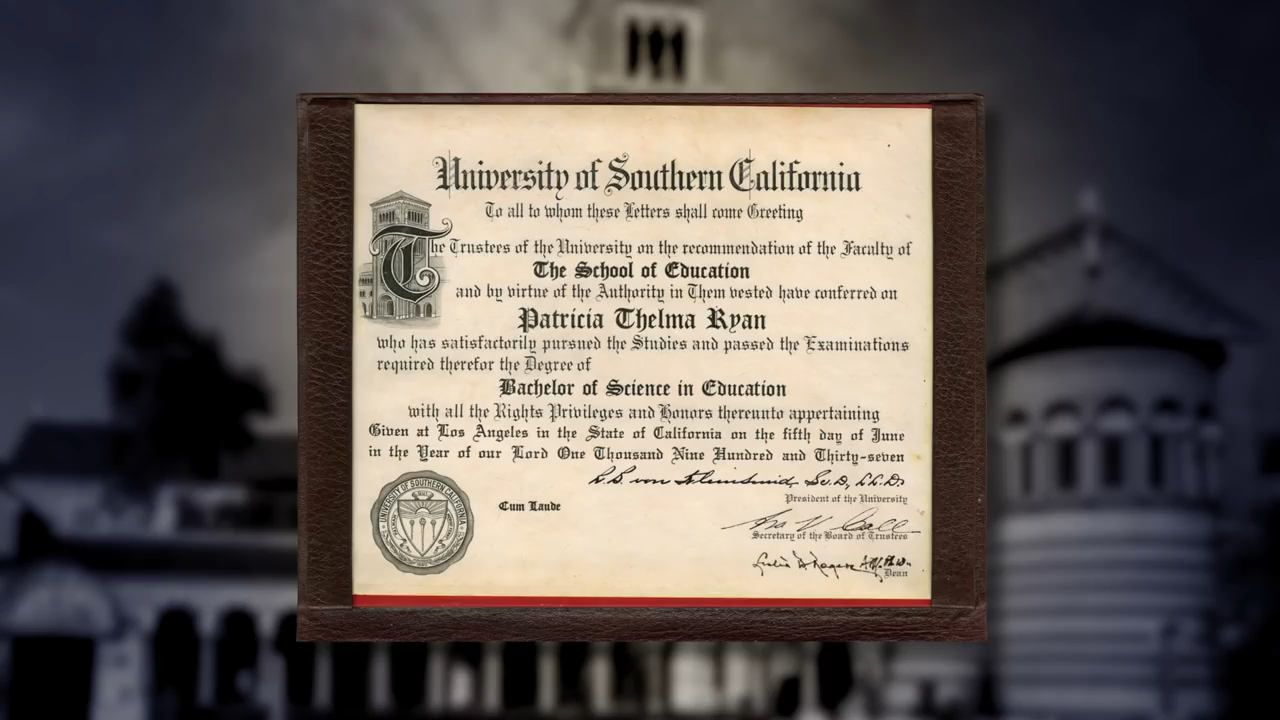 University of Southern California
To all to whom these Letters shall come Greeting
The Trustees of the University on the recommendation of the Faculty of
The School of Education
and by virtue of the Authority in Them vested have conferred on
Patricia Thelma Ryan
who has satisfactorily pursued the Studies and passed the Examinations
required therefor the Degree of
Bachelor of Science in Education
with all the Rights Privileges and Honors thereunto appertaining
Given at Los Angeles in the State of California on the fifth day of June
in the Year of our Lord One Thousand Nine Hundred and Thirty-seven
Sc.D., LL.D.
President of the University
Cum Laude
Secretary of the Board of Trustees
Dean
UNIVERSITY OF SOUTHERN CALIFORNIA